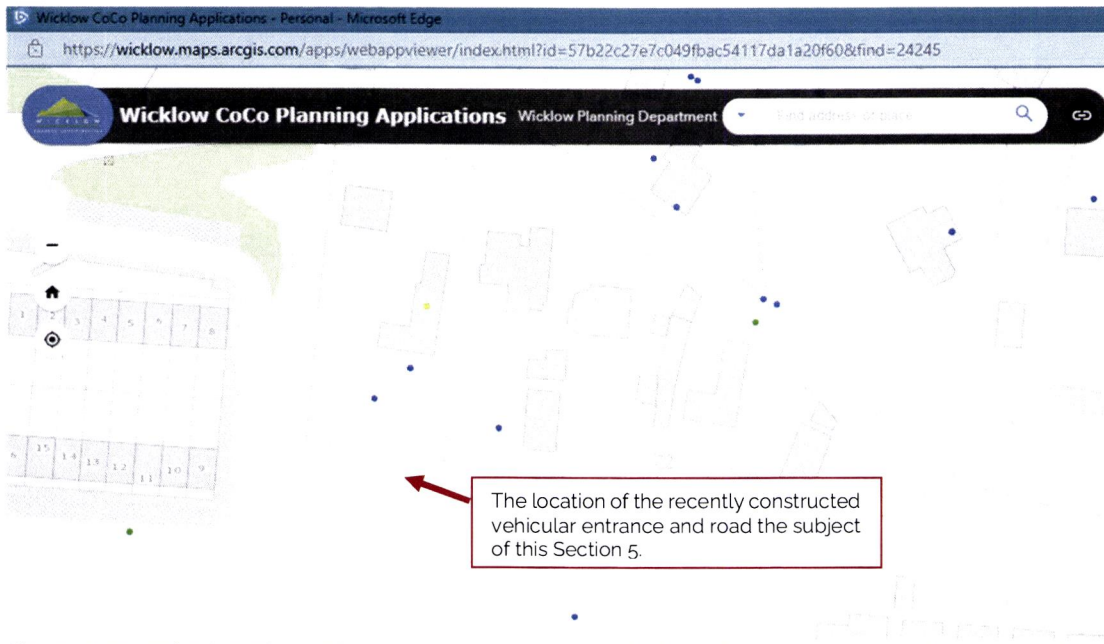 Wicklow CoCo Planning Applications - Personal - Microsoft Edge
https://wicklow.maps.arcgis.com/apps/webappviewer/index.html?id=57b22c27e7c049fbac54117da1a20f60&find=24245
WICKLOW
Wicklow CoCo Planning Applications Wicklow Planning Department Find address or place
1 2 3 4 5 6 7 8
15 14 13 12 11 10 9
The location of the recently constructed
vehicular entrance and road the subject
of this Section 5.